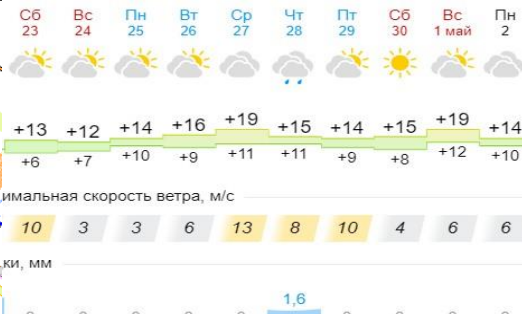 Сб Вс Пн Вт Ср Чт Пт Сб Вс Пн
23 24 25 26 27 28 29 30 1 май 2
+13 +12 +14 +16 +19 +15 +14 +15 +19 +14
+6 +7 +10 +9 +11 +11 +9 +8 +12 +10
имальная скорость ветра, м/с
10 3 3 6 13 8 10 4 6 6
ки, мм
1,6